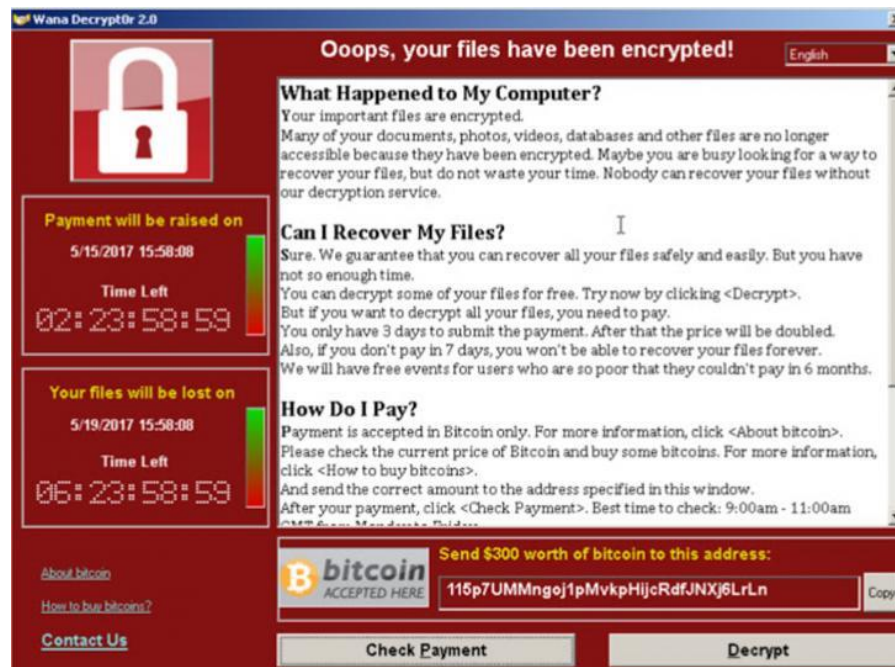 Wana Decrypt0r 2.0
Ooops, your files have been encrypted!
English
What Happened to My Computer?
Your important files are encrypted.
Many of your documents, photos, videos, databases and other files are no longer
accessible because they have been encrypted. Maybe you are busy looking for a way to
recover your files, but do not waste your time. Nobody can recover your files without
our decryption service.
Can I Recover My Files?
Sure. We guarantee that you can recover all your files safely and easily. But you have
not so enough time.
You can decrypt some of your files for free. Try now by clicking <Decrypt>.
But if you want to decrypt all your files, you need to pay.
You only have 3 days to submit the payment. After that the price will be doubled.
Also, if you don't pay in 7 days, you won't be able to recover your files forever.
We will have free events for users who are so poor that they couldn't pay in 6 months.
How Do I Pay?
Payment is accepted in Bitcoin only. For more information, click <About bitcoin>.
Please check the current price of Bitcoin and buy some bitcoins. For more information,
click <How to buy bitcoins>.
And send the correct amount to the address specified in this window.
After your payment, click <Check Payment>. Best time to check: 9:00am - 11:00am
GMT from Monday to Friday.
Payment will be raised on
5/15/2017 15:58:08
Time Left
02:23:58:59
Your files will be lost on
5/19/2017 15:58:08
Time Left
06:23:58:59
About bitcoin
How to buy bitcoins?
Contact Us
bitcoin
ACCEPTED HERE
Send $300 worth of bitcoin to this address:
115p7UMMngoj1pMvkpHijcRdfJNXj6LrLn
Copy
Check Payment
Decrypt